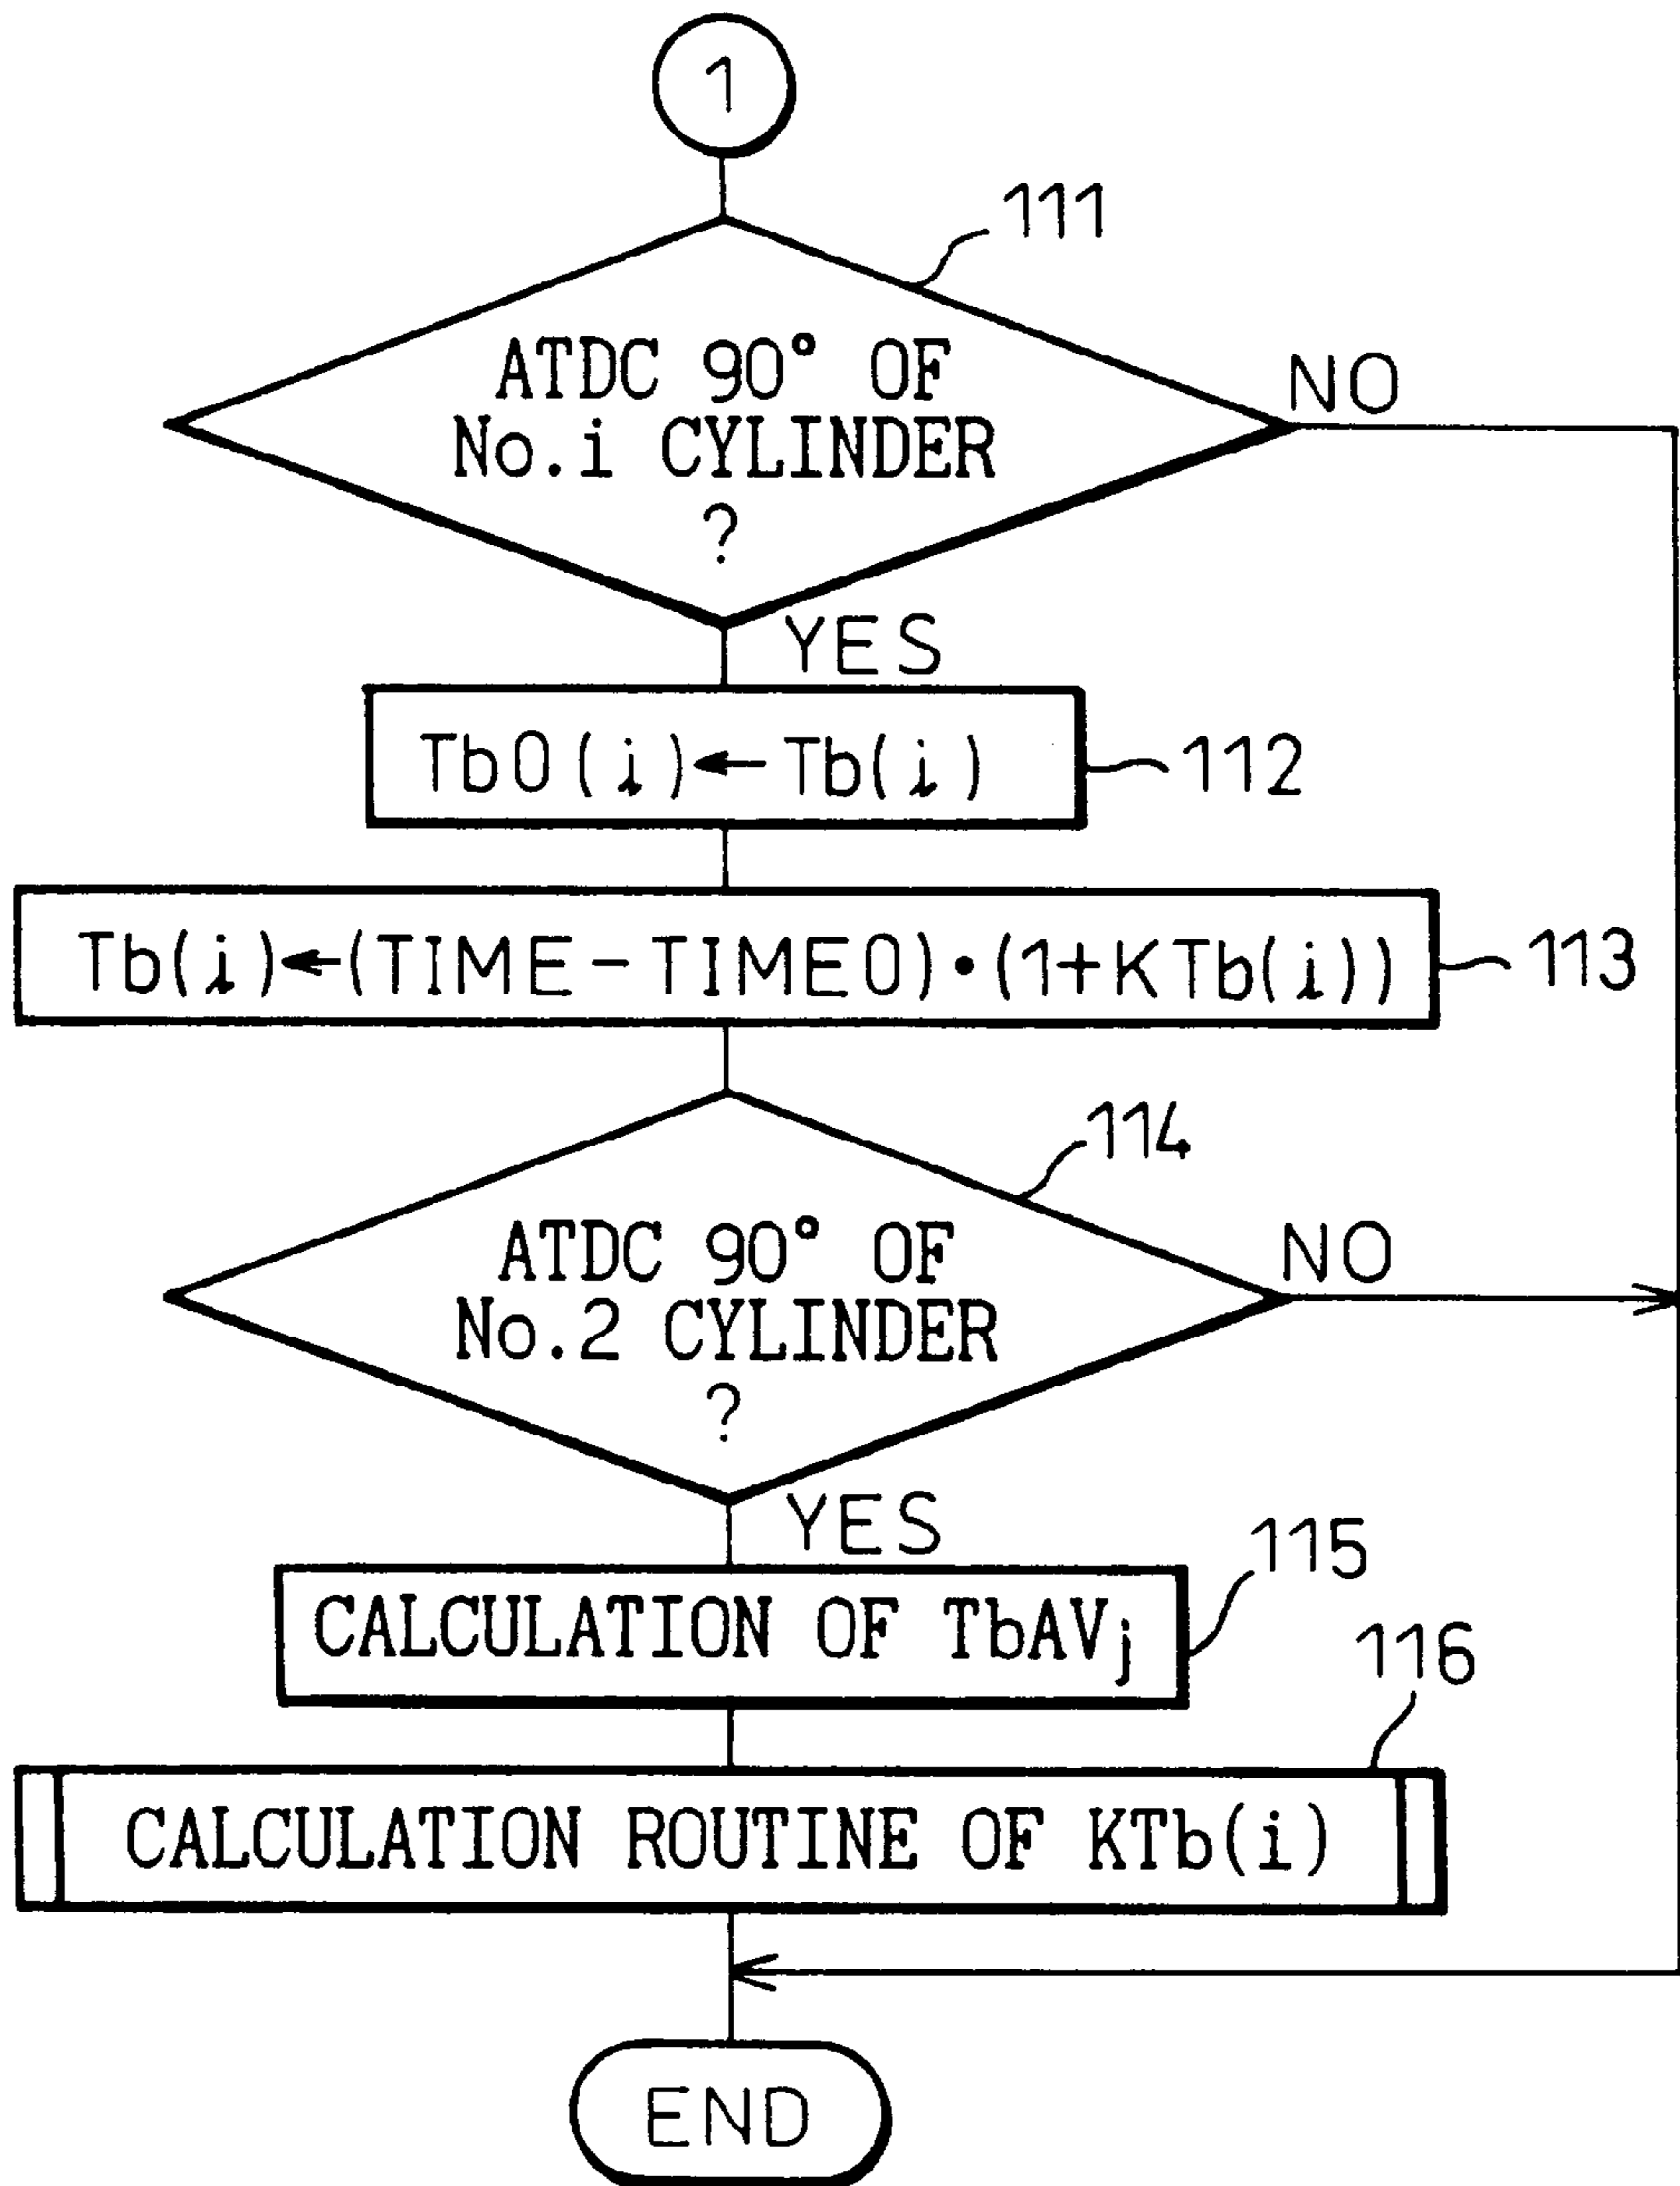 1
111
ATDC 90° OF
No.i CYLINDER
?
NO
YES
Tb0(i)←Tb(i)
112
Tb(i)←(TIME-TIME0)•(1+KTb(i))
113
114
ATDC 90° OF
No.2 CYLINDER
?
NO
YES
115
CALCULATION OF TbAVj
116
CALCULATION ROUTINE OF KTb(i)
END